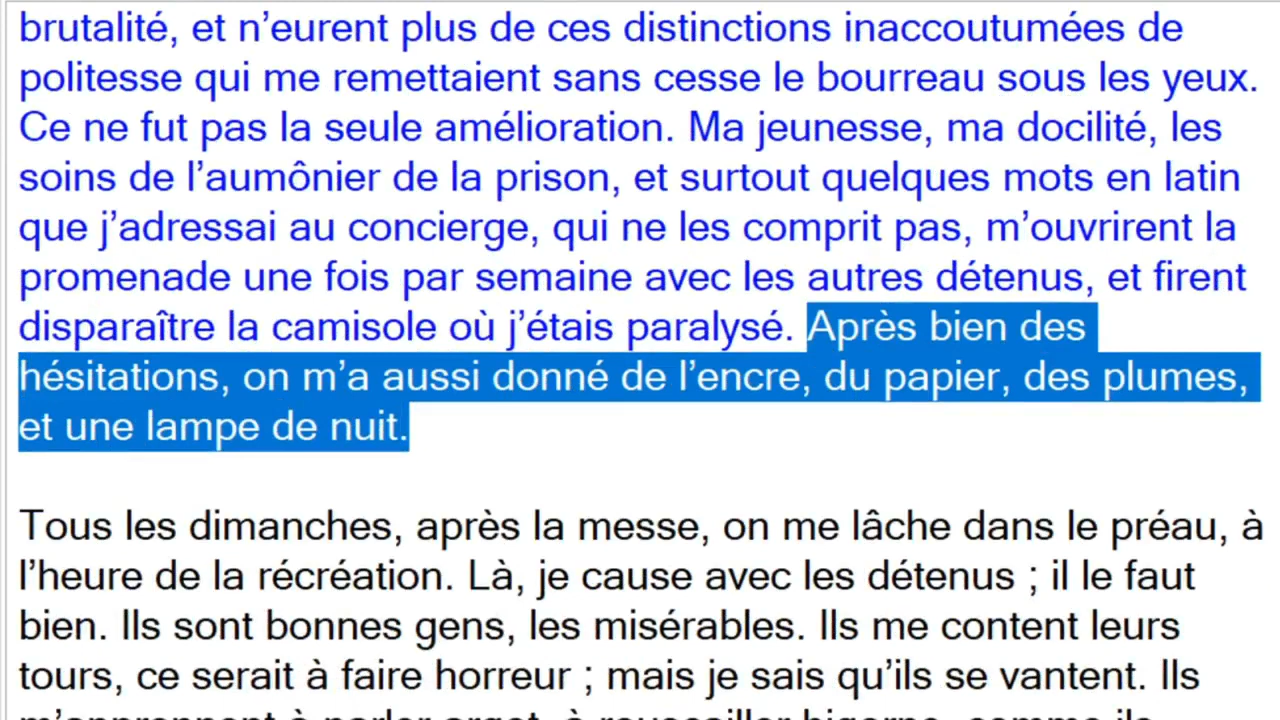 brutalité, et n’eurent plus de ces distinctions inaccoutumées de
politesse qui me remettaient sans cesse le bourreau sous les yeux.
Ce ne fut pas la seule amélioration. Ma jeunesse, ma docilité, les
soins de l’aumônier de la prison, et surtout quelques mots en latin
que j’adressai au concierge, qui ne les comprit pas, m’ouvrirent la
promenade une fois par semaine avec les autres détenus, et firent
disparaître la camisole où j’étais paralysé. Après bien des
hésitations, on m’a aussi donné de l’encre, du papier, des plumes,
et une lampe de nuit.
Tous les dimanches, après la messe, on me lâche dans le préau, à
l’heure de la récréation. Là, je cause avec les détenus ; il le faut
bien. Ils sont bonnes gens, les misérables. Ils me content leurs
tours, ce serait à faire horreur ; mais je sais qu’ils se vantent. Ils
m’apprennent à parler argot, à rouscailler bigorne, comme ils